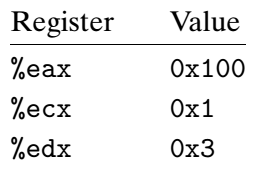 Register Value
%eax 0x100
%ecx 0x1
%edx 0x3